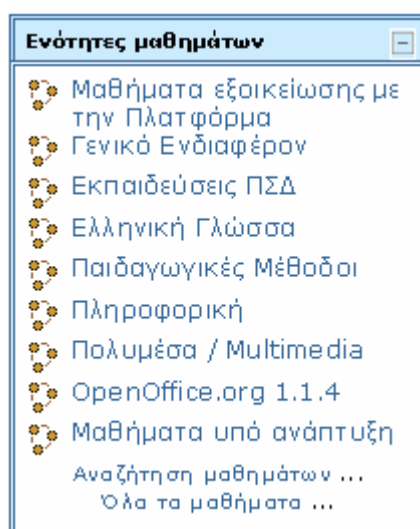 Ενότητες μαθημάτων
Μαθήματα εξοικείωσης με
την Πλατφόρμα
Γενικό Ενδιαφέρον
Εκπαιδεύσεις ΠΣΔ
Ελληνική Γλώσσα
Παιδαγωγικές Μέθοδοι
Πληροφορική
Πολυμέσα / Multimedia
OpenOffice.org 1.1.4
Μαθήματα υπό ανάπτυξη
Αναζήτηση μαθημάτων ...
Όλα τα μαθήματα ...